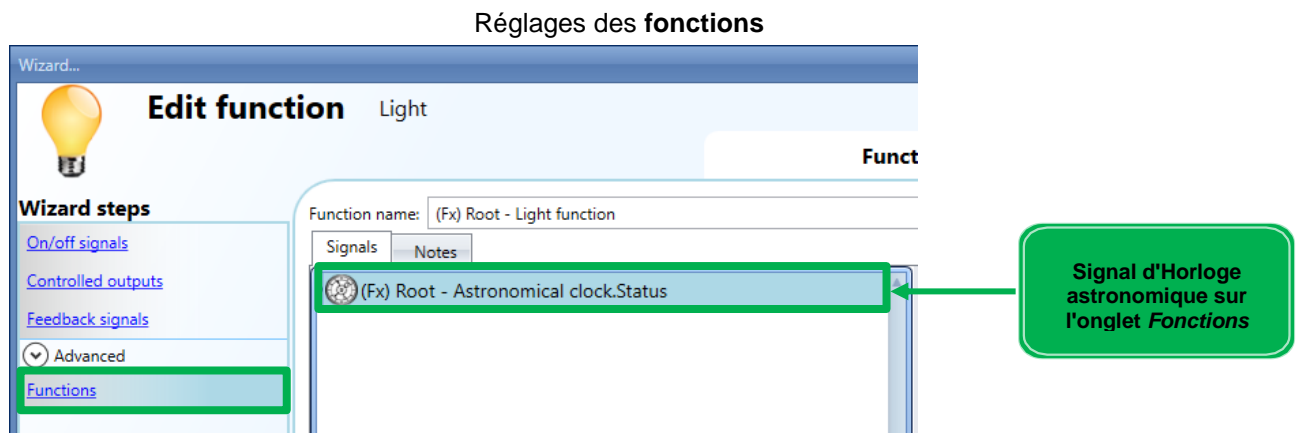 Réglages des fonctions
Wizard...
Edit function Light
Funct
Wizard steps
On/off signals
Controlled outputs
Feedback signals
Advanced
Functions
Function name: (Fx) Root - Light function
Signals Notes
(Fx) Root - Astronomical clock.Status
Signal d'Horloge
astronomique sur
l'onglet Fonctions